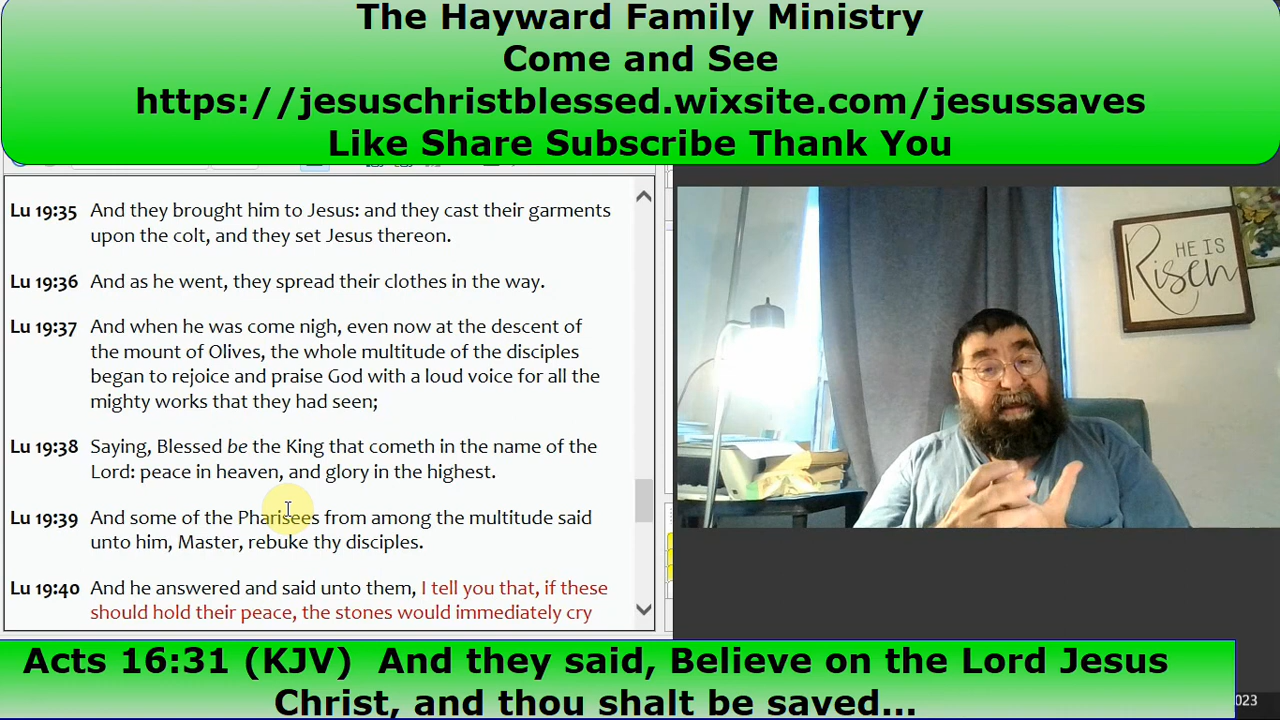 The Hayward Family Ministry
Come and See
https://jesuschristblessed.wixsite.com/jesussaves
Like Share Subscribe Thank You
Lu 19:35 And they brought him to Jesus: and they cast their garments
upon the colt, and they set Jesus thereon.
Lu 19:36 And as he went, they spread their clothes in the way.
Lu 19:37 And when he was come nigh, even now at the descent of
the mount of Olives, the whole multitude of the disciples
began to rejoice and praise God with a loud voice for all the
mighty works that they had seen;
Lu 19:38 Saying, Blessed be the King that cometh in the name of the
Lord: peace in heaven, and glory in the highest.
Lu 19:39 And some of the Pharisees from among the multitude said
unto him, Master, rebuke thy disciples.
Lu 19:40 And he answered and said unto them, I tell you that, if these
should hold their peace, the stones would immediately cry
HE IS
Risen
Acts 16:31 (KJV) And they said, Believe on the Lord Jesus
Christ, and thou shalt be saved...
023